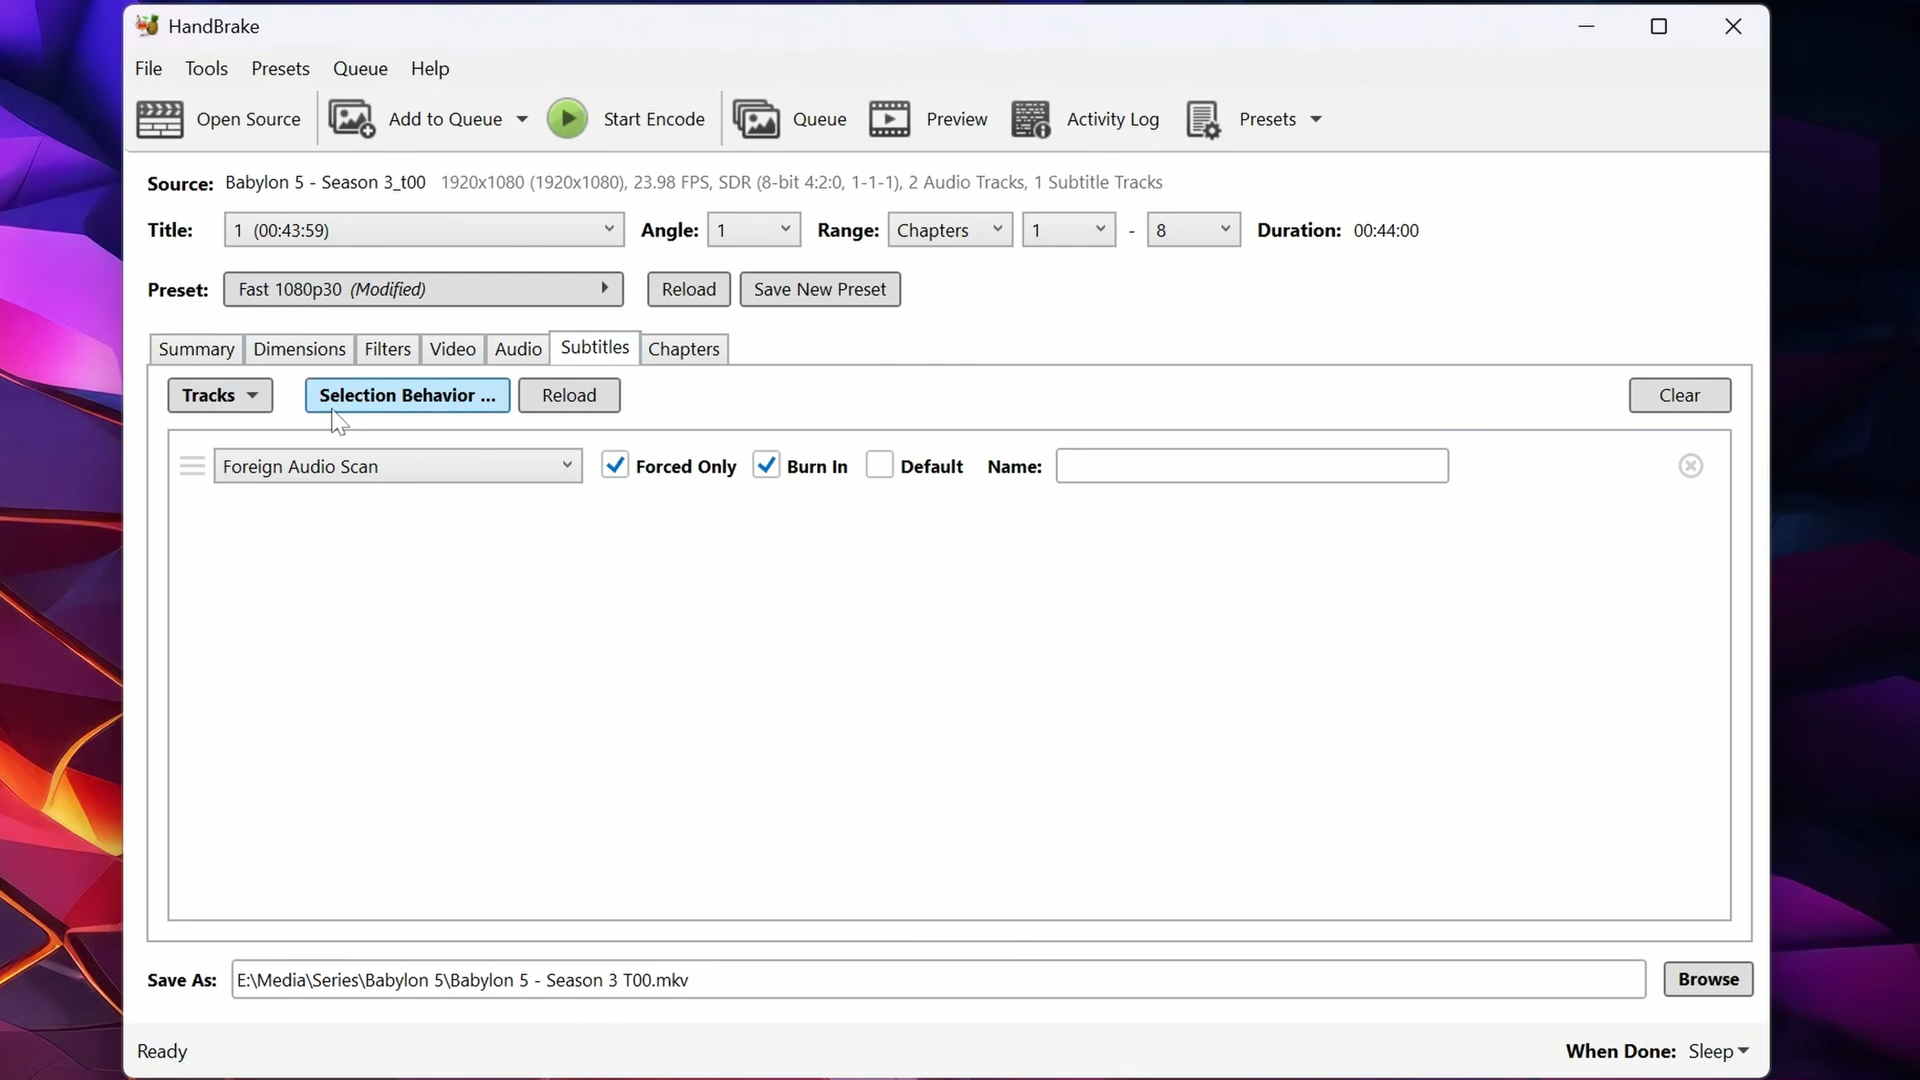 HandBrake
File Tools Presets Queue Help
Open Source Add to Queue Start Encode Queue Preview Activity Log Presets
Source: Babylon 5 - Season 3_t00 1920x1080 (1920x1080), 23.98 FPS, SDR (8-bit 4:2:0, 1-1-1), 2 Audio Tracks, 1 Subtitle Tracks
Title: 1 (00:43:59) Angle: 1 Range: Chapters 1 - 8 Duration: 00:44:00
Preset: Fast 1080p30 (Modified) Reload Save New Preset
Summary Dimensions Filters Video Audio Subtitles Chapters
Tracks Selection Behavior ... Reload Clear
Foreign Audio Scan Forced Only Burn In Default Name:
Save As: E:\Media\Series\Babylon 5\Babylon 5 - Season 3 T00.mkv Browse
Ready When Done: Sleep